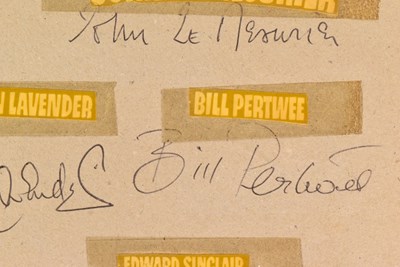 John Le Mesurier
LAVENDER BILL PERTWEE
Bill Pertwee
EDWARD SINCLAIR